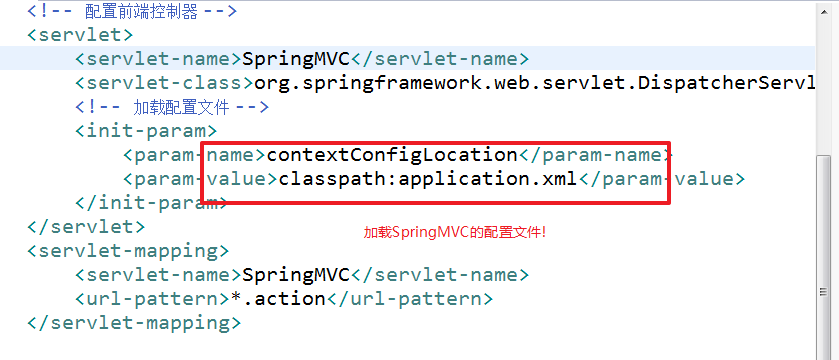 <!-- 配置前端控制器 -->
<servlet>
<servlet-name>SpringMVC</servlet-name>
<servlet-class>org.springframework.web.servlet.DispatcherServl
<!-- 加载配置文件 -->
<init-param>
<param-name>contextConfigLocation</param-name>
<param-value>classpath:application.xml</param-value>
</init-param>
</servlet>
加载SpringMVC的配置文件!
<servlet-mapping>
<servlet-name>SpringMVC</servlet-name>
<url-pattern>*.action</url-pattern>
</servlet-mapping>